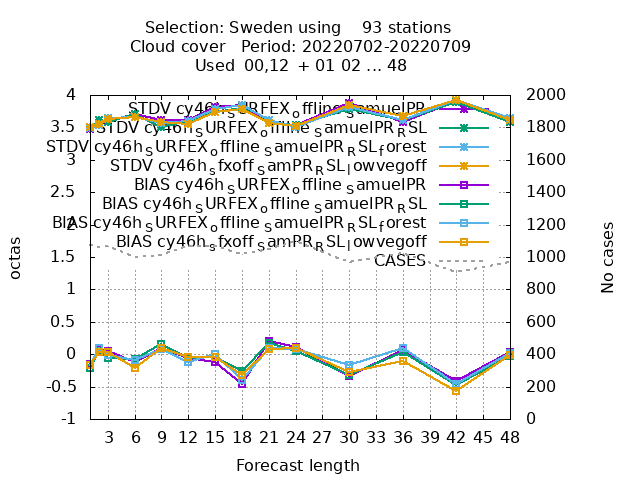 Selection: Sweden using    93 stations
Cloud cover   Period: 20220702-20220709
Used  00,12  + 01 02 ... 48
4 2000
STDV cy46h_SURFEX_offline_SamuelPR
3.5 STDV cy46h_SURFEX_offline_SamuelPR_RSL 1800
STDV cy46h_SURFEX_offline_SamuelPR_RSL_forest
3 STDV cy46h_sfxoff_SamPR_RSL_lowvegoff 1600
BIAS cy46h_SURFEX_offline_SamuelPR
2.5 BIAS cy46h_SURFEX_offline_SamuelPR_RSL 1400
2 BIAS cy46h_SURFEX_offline_SamuelPR_RSL_forest 1200
BIAS cy46h_sfxoff_SamPR_RSL_lowvegoff
1.5 CASES 1000
1 800
0.5 600
0 400
-0.5 200
-1 0
3 6 9 12 15 18 21 24 27 30 33 36 39 42 45 48
Forecast length
octas
No cases